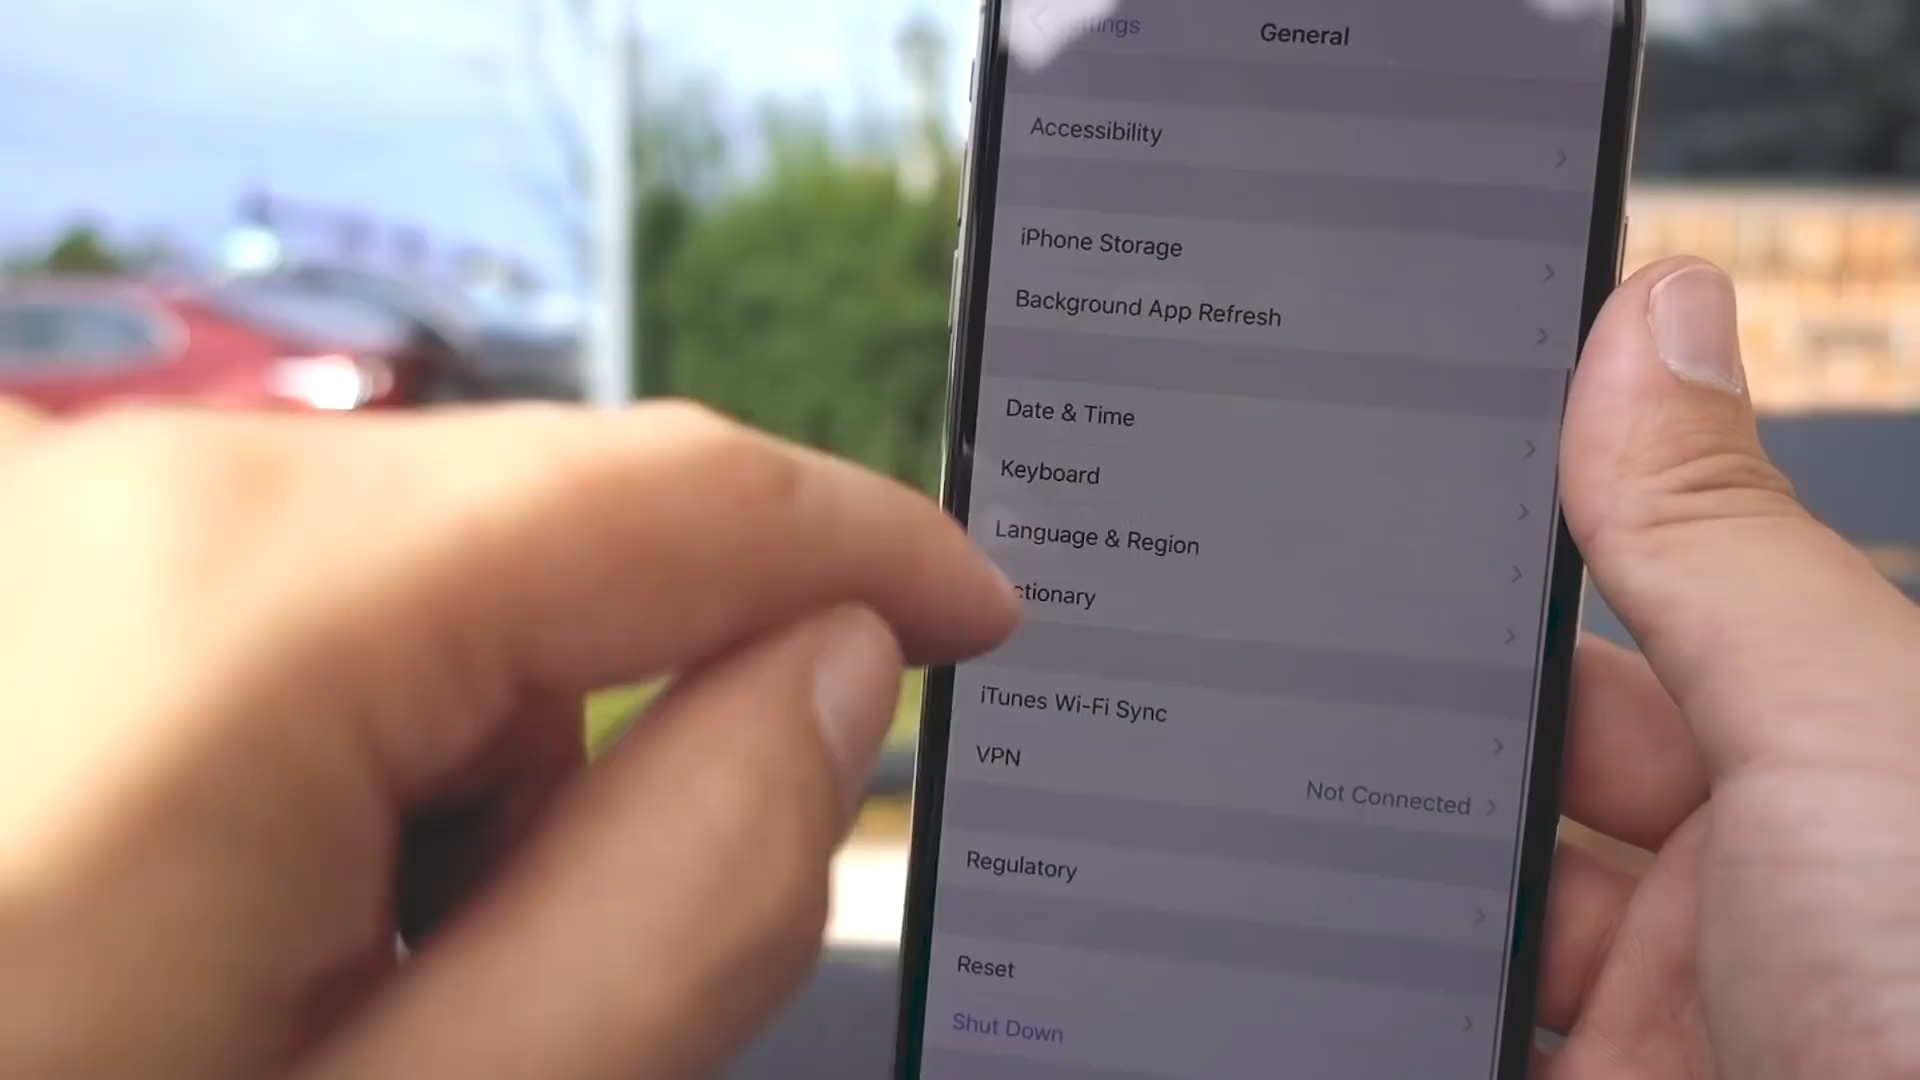 General
Accessibility
iPhone Storage
Background App Refresh
Date & Time
Keyboard
Language & Region
ctionary
iTunes Wi-Fi Sync
VPN
Not Connected
Regulatory
Reset
Shut Down